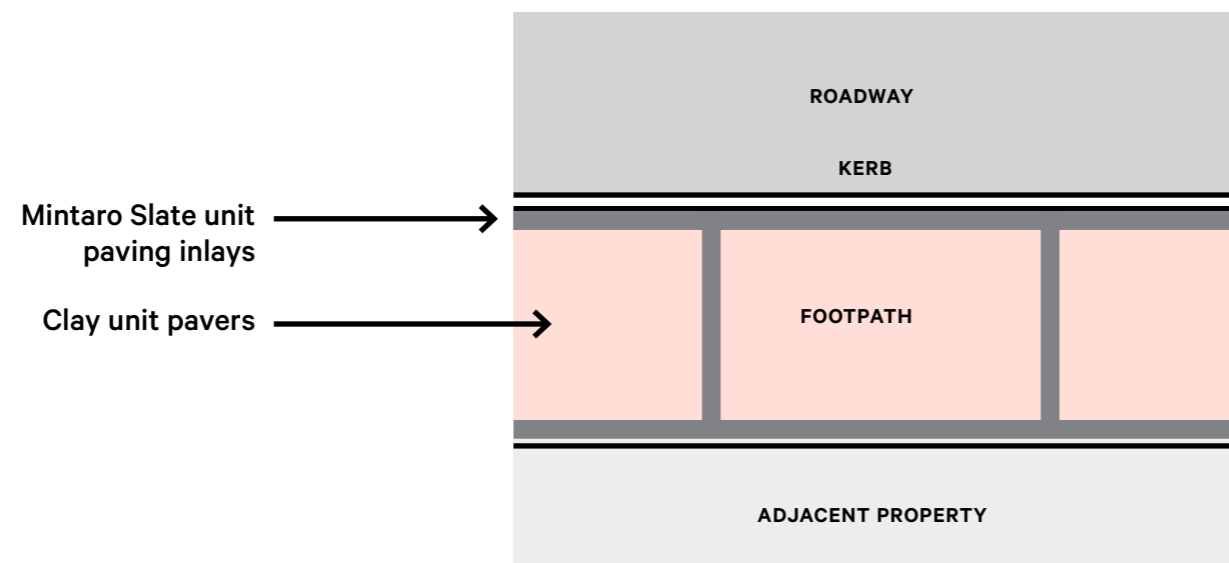 ROADWAY
KERB
Mintaro Slate unit
paving inlays
Clay unit pavers
FOOTPATH
ADJACENT PROPERTY